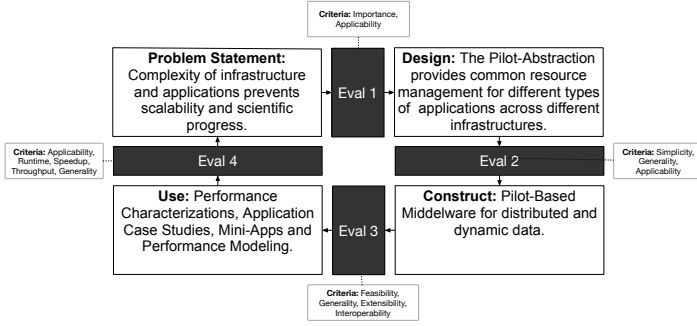 Criteria: Importance,
Applicability
Problem Statement:
Complexity of infrastructure
and applications prevents
scalability and scientific
progress.
Eval 1
Design: The Pilot-Abstraction
provides common resource
management for different types
of applications across different
infrastructures.
Criteria: Applicability,
Runtime, Speedup,
Throughput, Generality
Eval 4
Eval 2
Criteria: Simplicity,
Generality,
Applicability
Use: Performance
Characterizations, Application
Case Studies, Mini-Apps and
Performance Modeling.
Eval 3
Construct: Pilot-Based
Middelware for distributed and
dynamic data.
Criteria: Feasibility,
Generality, Extensibility,
Interoperability